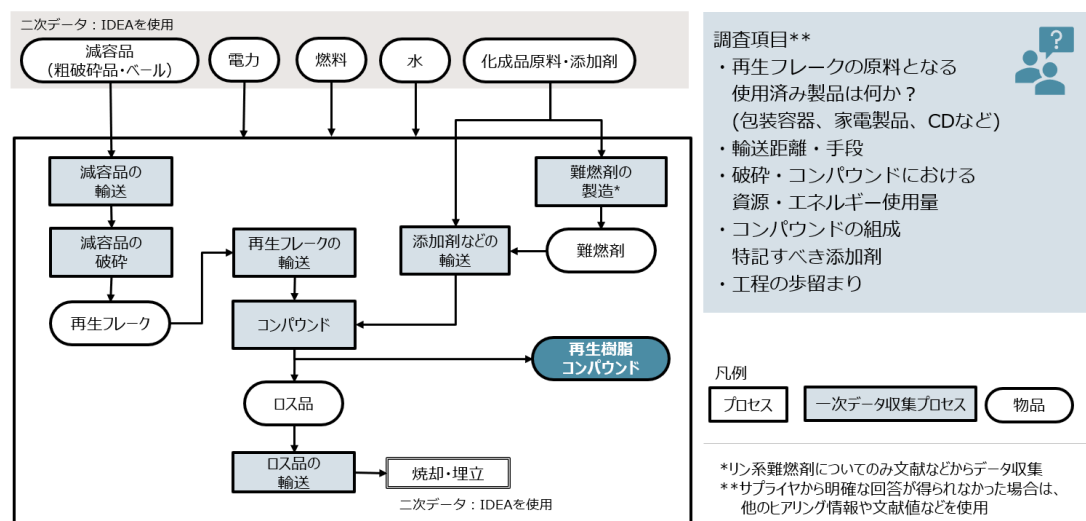 二次データ：IDEAを使用
減容品
(粗破砕品・ベール)
電力
燃料
水
化成品原料・添加剤
減容品の
輸送
難燃剤の
製造*
減容品の
破砕
再生フレークの
輸送
添加剤などの
輸送
難燃剤
再生フレーク
コンパウンド
再生樹脂
コンパウンド
ロス品
ロス品の
輸送
焼却・埋立
二次データ：IDEAを使用
調査項目**
・再生フレークの原料となる
使用済み製品は何か？
(包装容器、家電製品、CDなど)
・輸送距離・手段
・破砕・コンパウンドにおける
資源・エネルギー使用量
・コンパウンドの組成
特記すべき添加剤
・工程の歩留まり
?
凡例
プロセス
一次データ収集プロセス
物品
*リン系難燃剤についてのみ文献などからデータ収集
**サプライヤから明確な回答が得られなかった場合は、
他のヒアリング情報や文献値などを使用